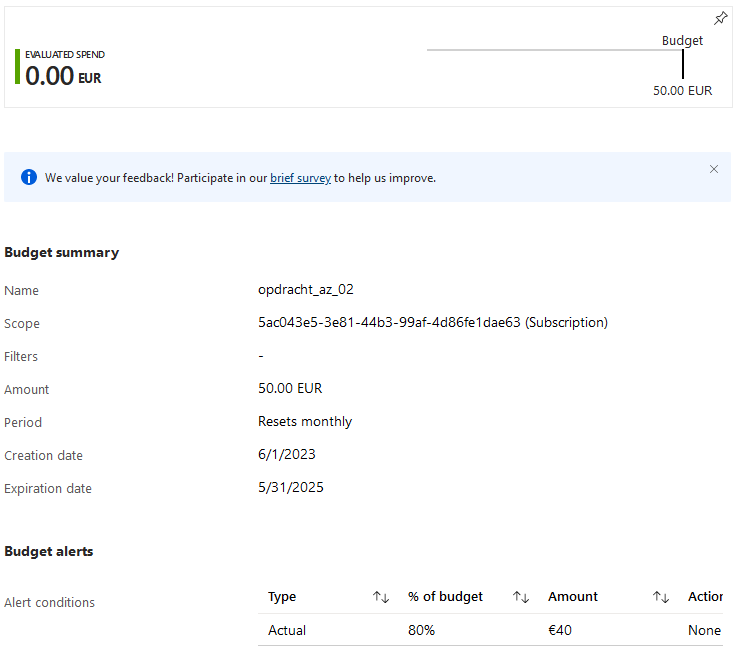 Budget
EVALUATED SPEND
0.00 EUR
50.00 EUR
We value your feedback! Participate in our brief survey to help us improve.
Budget summary
Name opdracht_az_02
Scope 5ac043e5-3e81-44b3-99af-4d86fe1dae63 (Subscription)
Filters -
Amount 50.00 EUR
Period Resets monthly
Creation date 6/1/2023
Expiration date 5/31/2025
Budget alerts
Alert conditions
Type ↑↓ % of budget ↑↓ Amount ↑↓ Action
Actual 80% €40 None